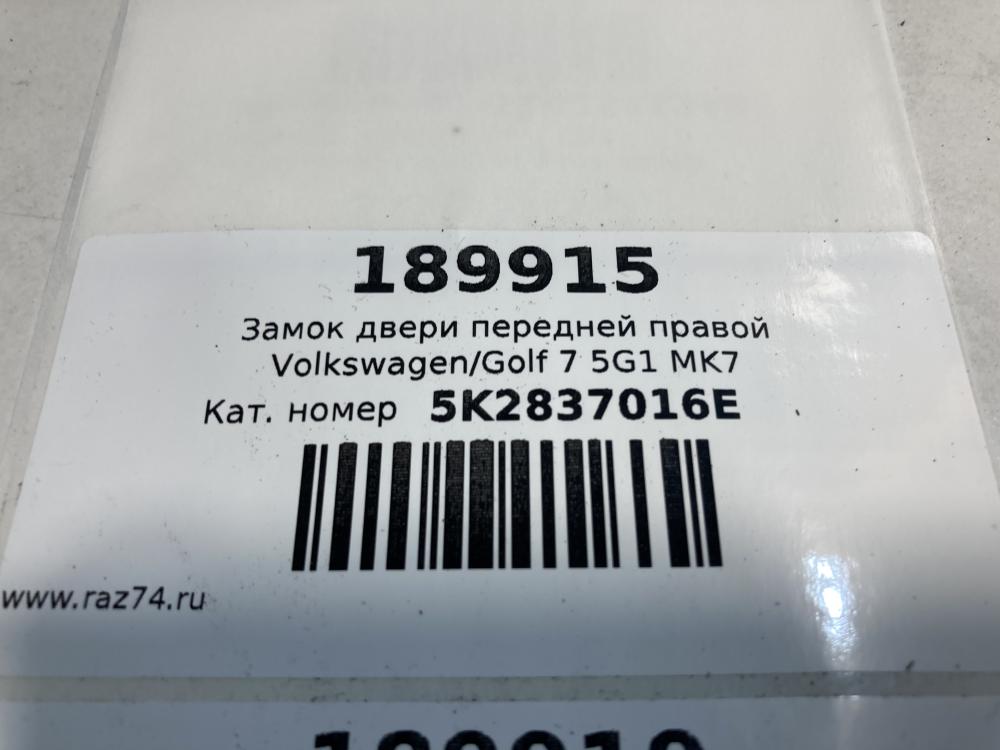 189915
Замок двери передней правой
Volkswagen/Golf 7 5G1 MK7
Кат. номер 5K2837016E
www.raz74.ru